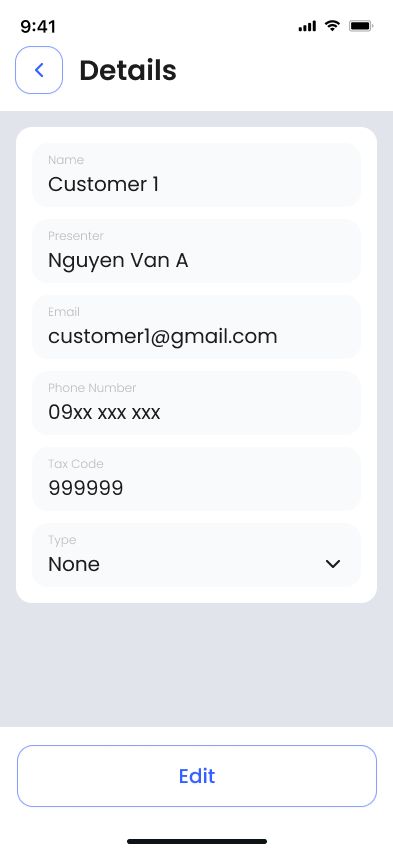 9:41
Details
Name
Customer 1
Presenter
Nguyen Van A
Email
customer1@gmail.com
Phone Number
09xx xxx xxx
Tax Code
999999
Type
None
Edit